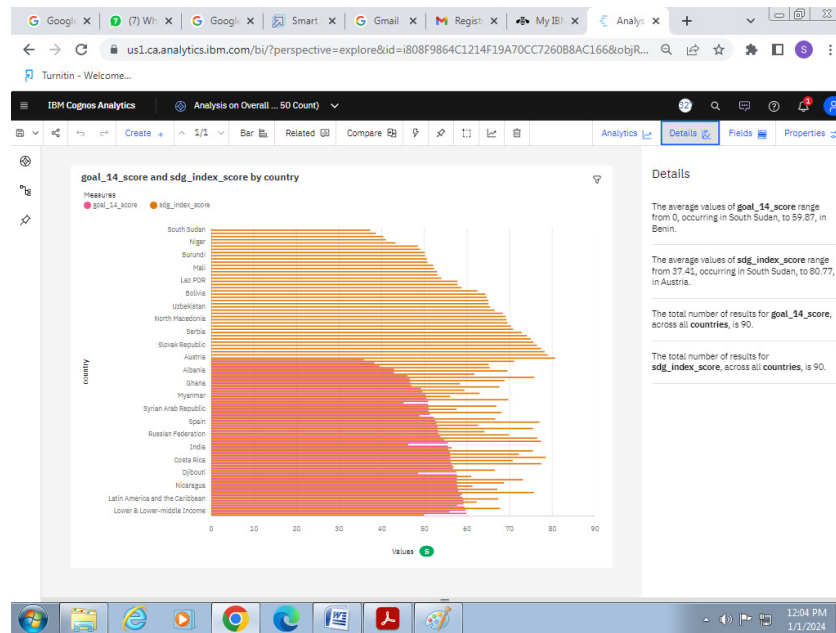 Googl
(7) Wh
Googl
Smart
Gmail
Regist
My IBI
Analys
us1.ca.analytics.ibm.com/bi/?perspective=explore&id=i808F9864C1214F19A70CC7260B8AC166&objR...
S
Turnitin - Welcome...
IBM Cognos Analytics
Analysis on Overall ... 50 Count)
Create + 1/1 Bar Related Compare Analytics Details Fields Properties
goal_14_score and sdg_index_score by country
Measures
goal_14_score sdg_index_score
South Sudan
Niger
Burundi
Mali
Lao PDR
Bolivia
Uzbekistan
North Macedonia
Serbia
Slovak Republic
Austria
Albania
Ghana
Myanmar
Syrian Arab Republic
Spain
Russian Federation
India
Costa Rica
Djibouti
Nicaragua
Latin America and the Caribbean
Lower & Lower-middle Income
country
0 10 20 30 40 50 60 70 80 90
Values 5
Details
The average values of goal_14_score range
from 0, occurring in South Sudan, to 59.87, in
Benin.
The average values of sdg_index_score range
from 37.41, occurring in South Sudan, to 80.77,
in Austria.
The total number of results for goal_14_score,
across all countries, is 90.
The total number of results for
sdg_index_score, across all countries, is 90.
12:04 PM
1/1/2024